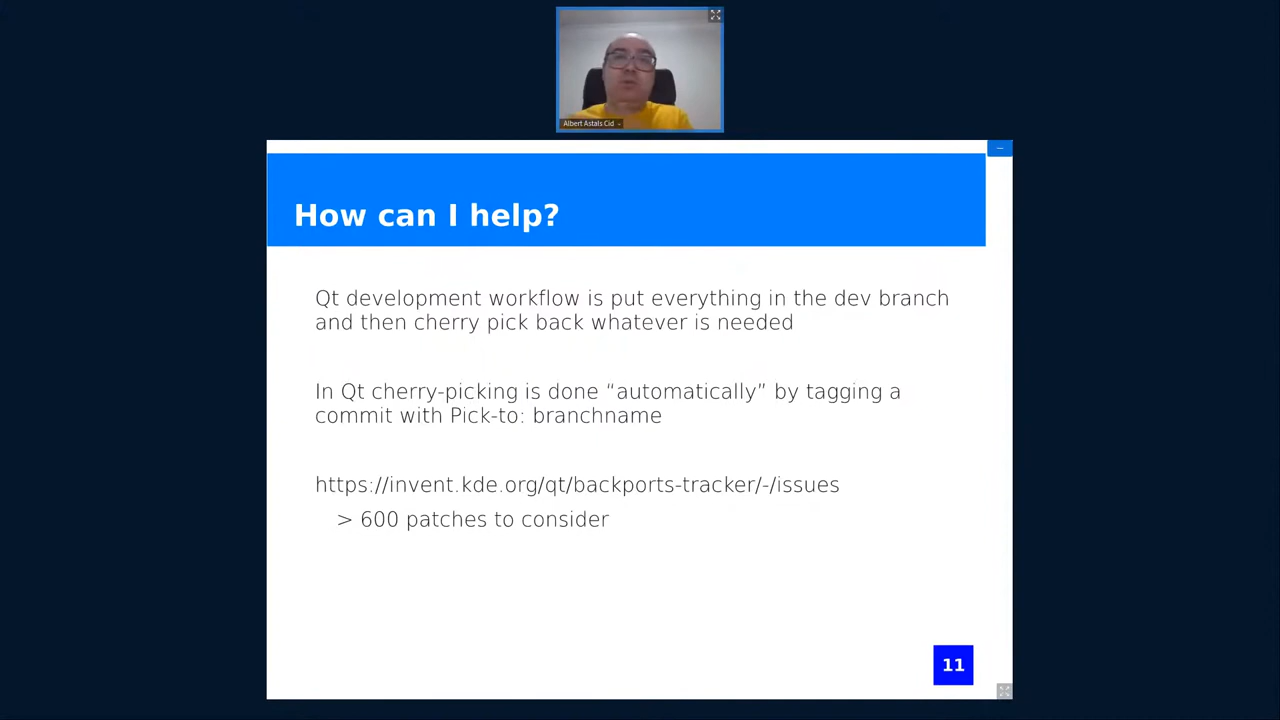 Albert Astals Cid
How can I help?
Qt development workflow is put everything in the dev branch
and then cherry pick back whatever is needed
In Qt cherry-picking is done “automatically” by tagging a
commit with Pick-to: branchname
https://invent.kde.org/qt/backports-tracker/-/issues
> 600 patches to consider
11